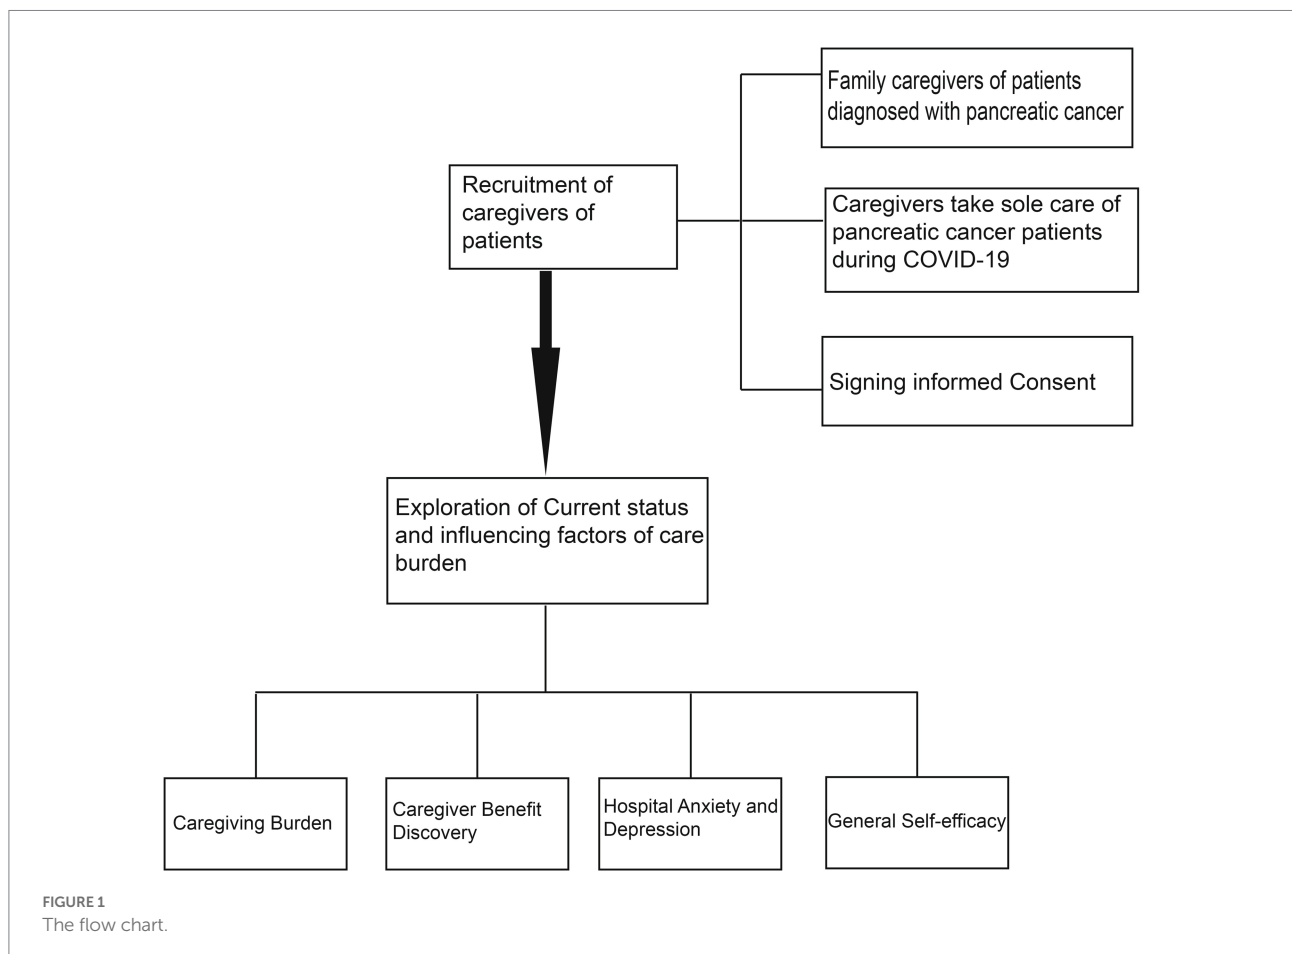 Family caregivers of patients
diagnosed with pancreatic cancer
Recruitment of
caregivers of
patients
Caregivers take sole care of
pancreatic cancer patients
during COVID-19
Signing informed Consent
Exploration of Current status
and influencing factors of care
burden
Caregiving Burden
Caregiver Benefit
Discovery
Hospital Anxiety and
Depression
General Self-efficacy
FIGURE 1
The flow chart.